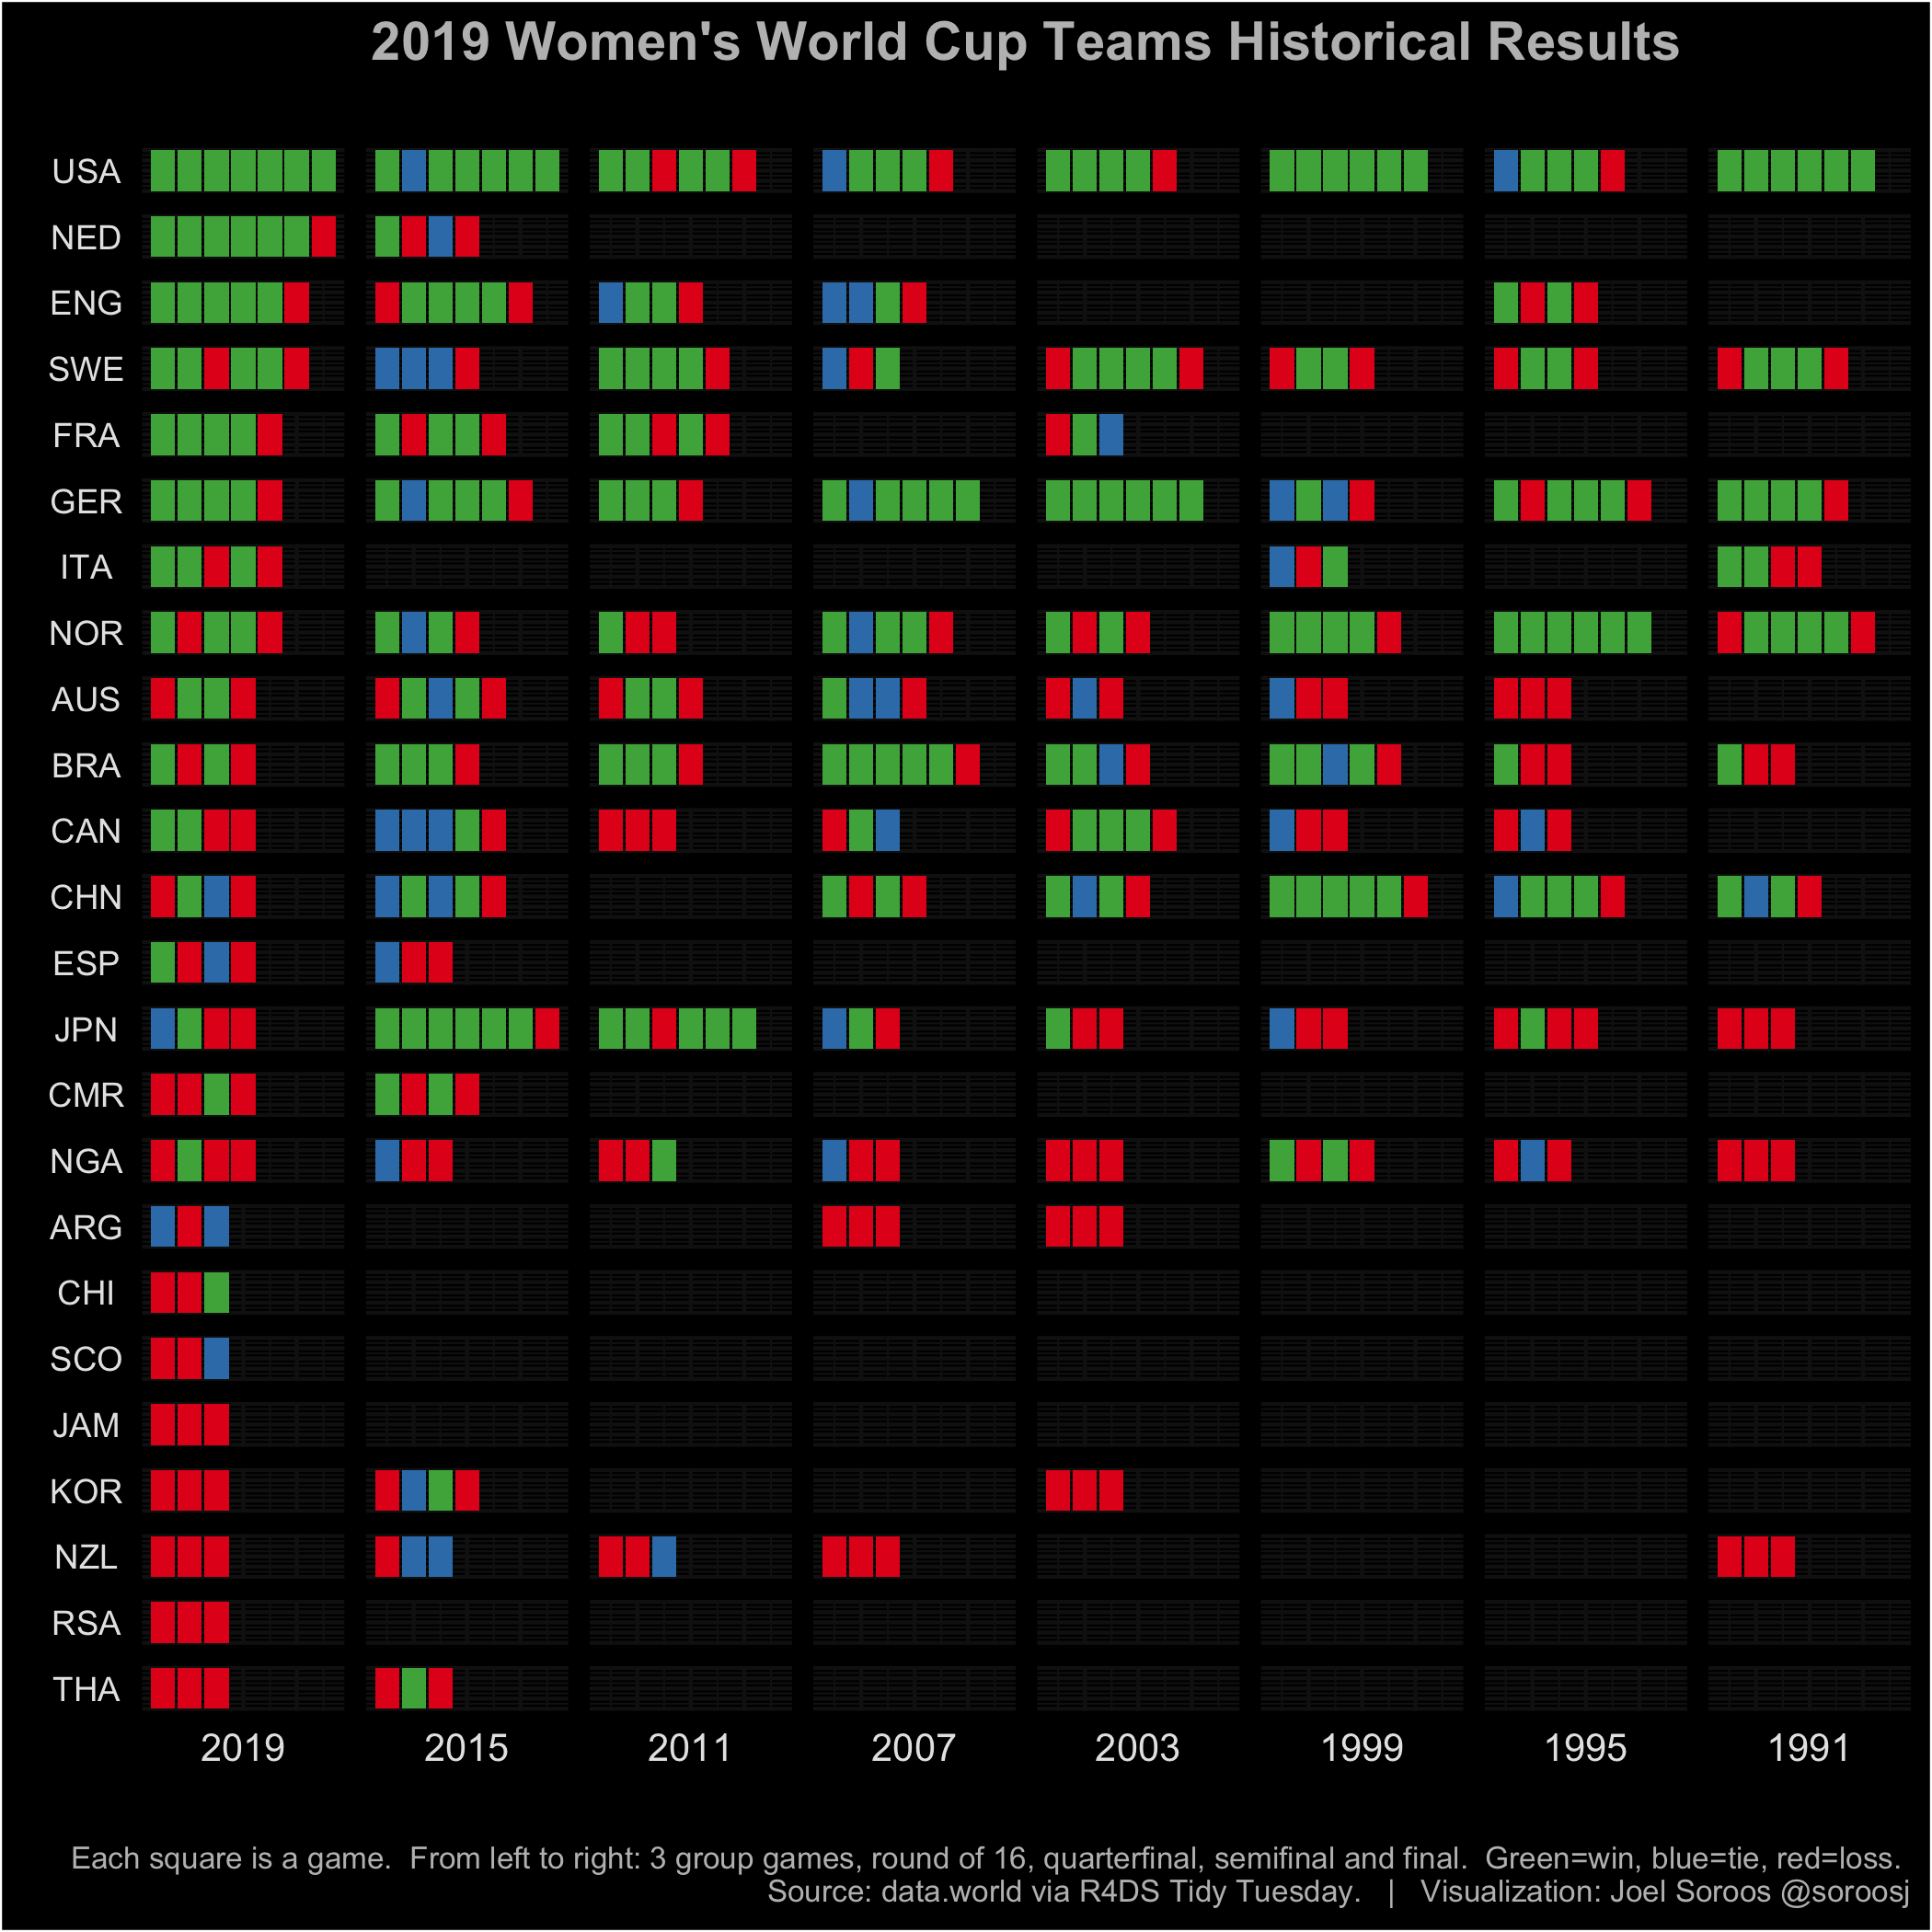 2019 Women's World Cup Teams Historical Results
USA
NED
ENG
SWE
FRA
GER
ITA
NOR
AUS
BRA
CAN
CHN
ESP
JPN
CMR
NGA
ARG
CHI
SCO
JAM
KOR
NZL
RSA
THA
2019 2015 2011 2007 2003 1999 1995 1991
Each square is a game.  From left to right: 3 group games, round of 16, quarterfinal, semifinal and final.  Green=win, blue=tie, red=loss.
Source: data.world via R4DS Tidy Tuesday.   |   Visualization: Joel Soroos @soroosj